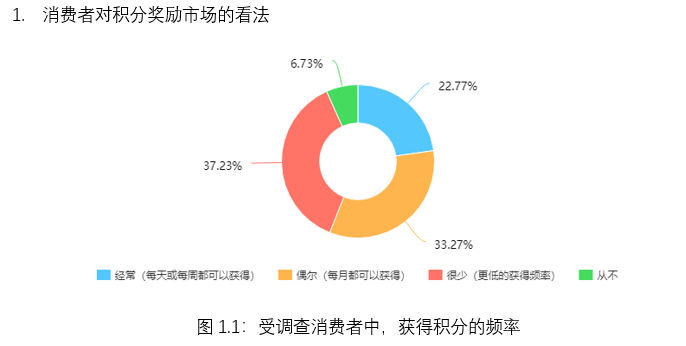 1. 消费者对积分奖励市场的看法
6.73%
22.77%
37.23%
33.27%
经常（每天或每周都可以获得） 偶尔（每月都可以获得） 很少（更低的获得频率） 从不
图 1.1：受调查消费者中，获得积分的频率